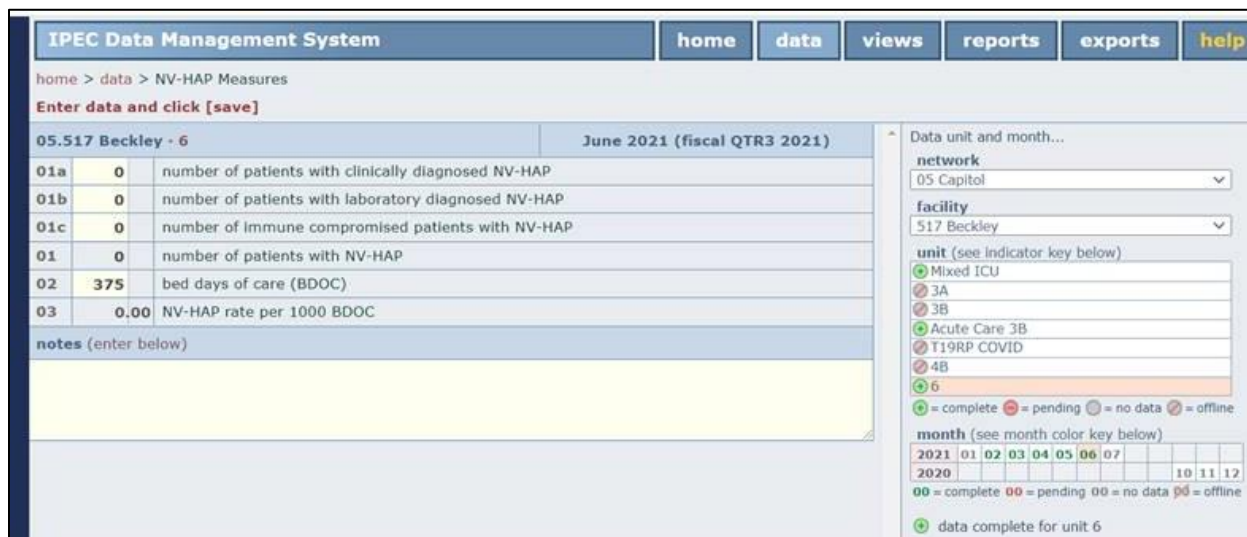 IPEC Data Management System
home data views reports exports help
home > data > NV-HAP Measures
Enter data and click [save]
05.517 Beckley - 6 June 2021 (fiscal QTR3 2021)
01a 0 number of patients with clinically diagnosed NV-HAP
01b 0 number of patients with laboratory diagnosed NV-HAP
01c 0 number of immune compromised patients with NV-HAP
01 0 number of patients with NV-HAP
02 375 bed days of care (BDOC)
03 0.00 NV-HAP rate per 1000 BDOC
notes (enter below)
Data unit and month...
network
05 Capitol
facility
517 Beckley
unit (see indicator key below)
Mixed ICU
3A
3B
Acute Care 3B
T19RP COVID
4B
6
= complete = pending = no data = offline
month (see month color key below)
2021 01 02 03 04 05 06 07
2020 10 11 12
00 = complete 00 = pending 00 = no data pd = offline
data complete for unit 6